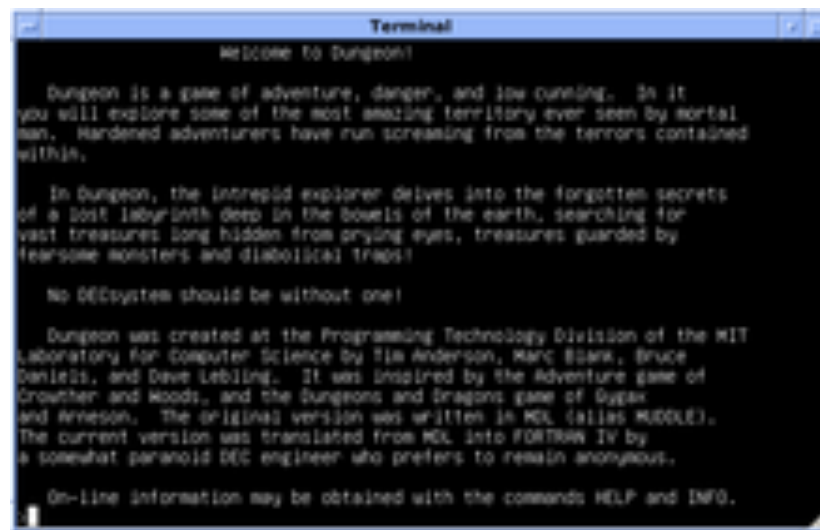 Terminal
Welcome to Dungeon!
Dungeon is a game of adventure, danger, and low cunning. In it
you will explore some of the most amazing territory ever seen by mortal
man. Hardened adventurers have run screaming from the terrors contained
within.
In Dungeon, the intrepid explorer delves into the forgotten secrets
of a lost labyrinth deep in the bowels of the earth, searching for
vast treasures long hidden from prying eyes, treasures guarded by
fearsome monsters and diabolical traps!
No DECsystem should be without one!
Dungeon was created at the Programming Technology Division of the MIT
Laboratory for Computer Science by Tim Anderson, Marc Blank, Bruce
Daniels, and Dave Lebling. It was inspired by the Adventure game of
Crowther and Woods, and the Dungeons and Dragons game of Gygax
and Arneson. The original version was written in MDL (alias MUDDLE).
The current version was translated from MDL into FORTRAN IV by
a somewhat paranoid DEC engineer who prefers to remain anonymous.
On-line information may be obtained with the commands HELP and INFO.
>